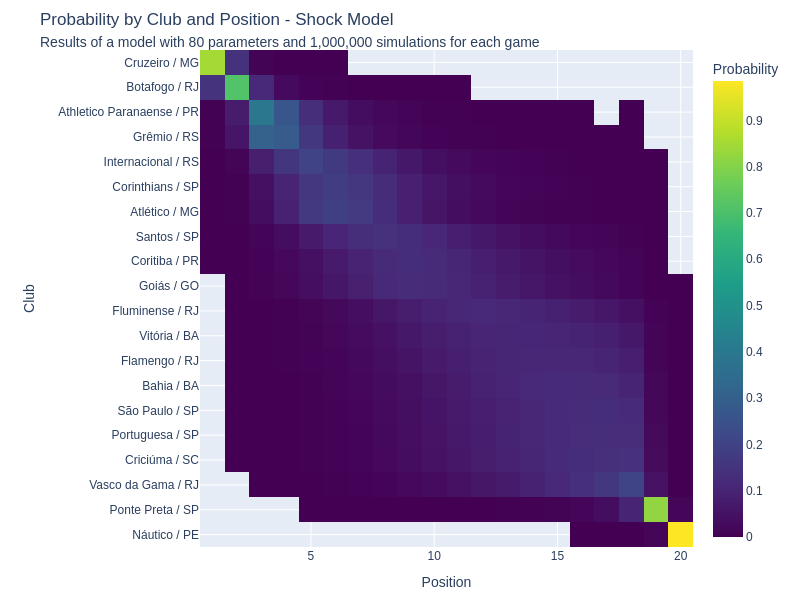 Probability by Club and Position - Shock Model
Results of a model with 80 parameters and 1,000,000 simulations for each game
Cruzeiro / MG
Botafogo / RJ
Athletico Paranaense / PR
Grêmio / RS
Internacional / RS
Corinthians / SP
Atlético / MG
Santos / SP
Coritiba / PR
Goiás / GO
Fluminense / RJ
Vitória / BA
Flamengo / RJ
Bahia / BA
São Paulo / SP
Portuguesa / SP
Criciúma / SC
Vasco da Gama / RJ
Ponte Preta / SP
Náutico / PE
Club
5
10
15
20
Position
Probability
0.9
0.8
0.7
0.6
0.5
0.4
0.3
0.2
0.1
0